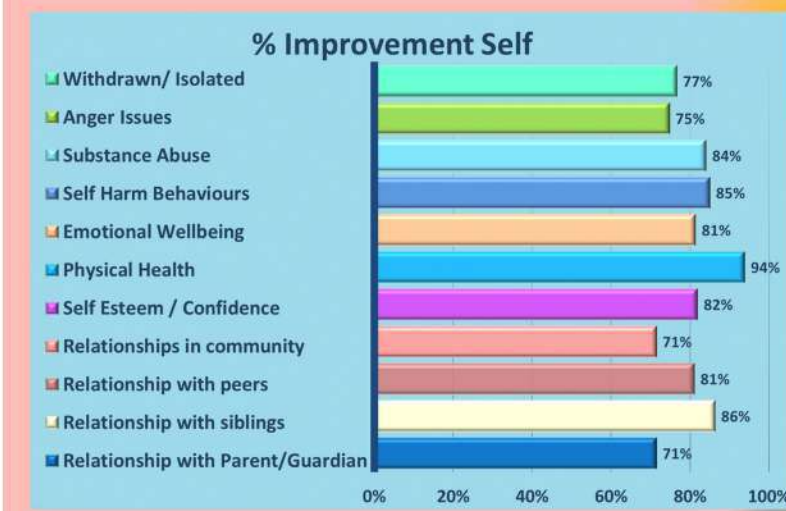 % Improvement Self
Withdrawn/ Isolated
77%
Anger Issues
75%
Substance Abuse
84%
Self Harm Behaviours
85%
Emotional Wellbeing
81%
Physical Health
94%
Self Esteem / Confidence
82%
Relationships in community
71%
Relationship with peers
81%
Relationship with siblings
86%
Relationship with Parent/Guardian
71%
0% 20% 40% 60% 80% 100%